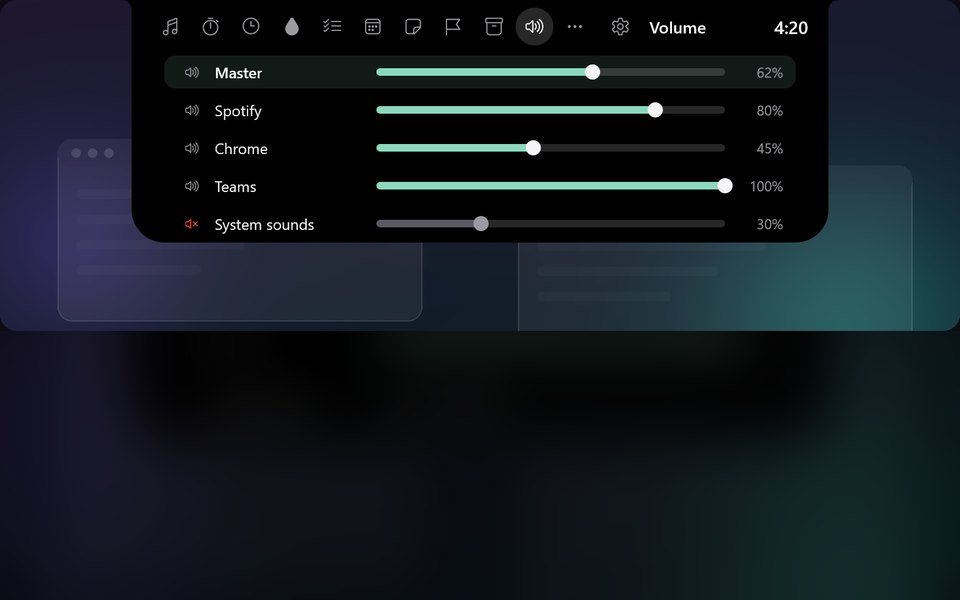 Volume 4:20
Master 62%
Spotify 80%
Chrome 45%
Teams 100%
System sounds 30%